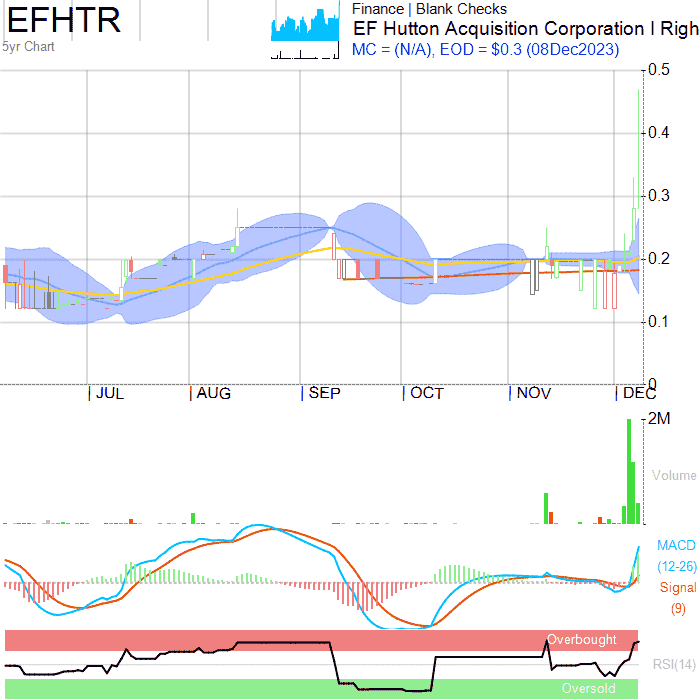 EFHTR
5yr Chart
Finance | Blank Checks
EF Hutton Acquisition Corporation I Righ
MC = (N/A), EOD = $0.3 (08Dec2023)
0.5
0.4
0.3
0.2
0.1
0
JUL AUG SEP OCT NOV DEC
2M
Volume
MACD
(12-26)
Signal
(9)
Overbought
RSI(14)
Oversold